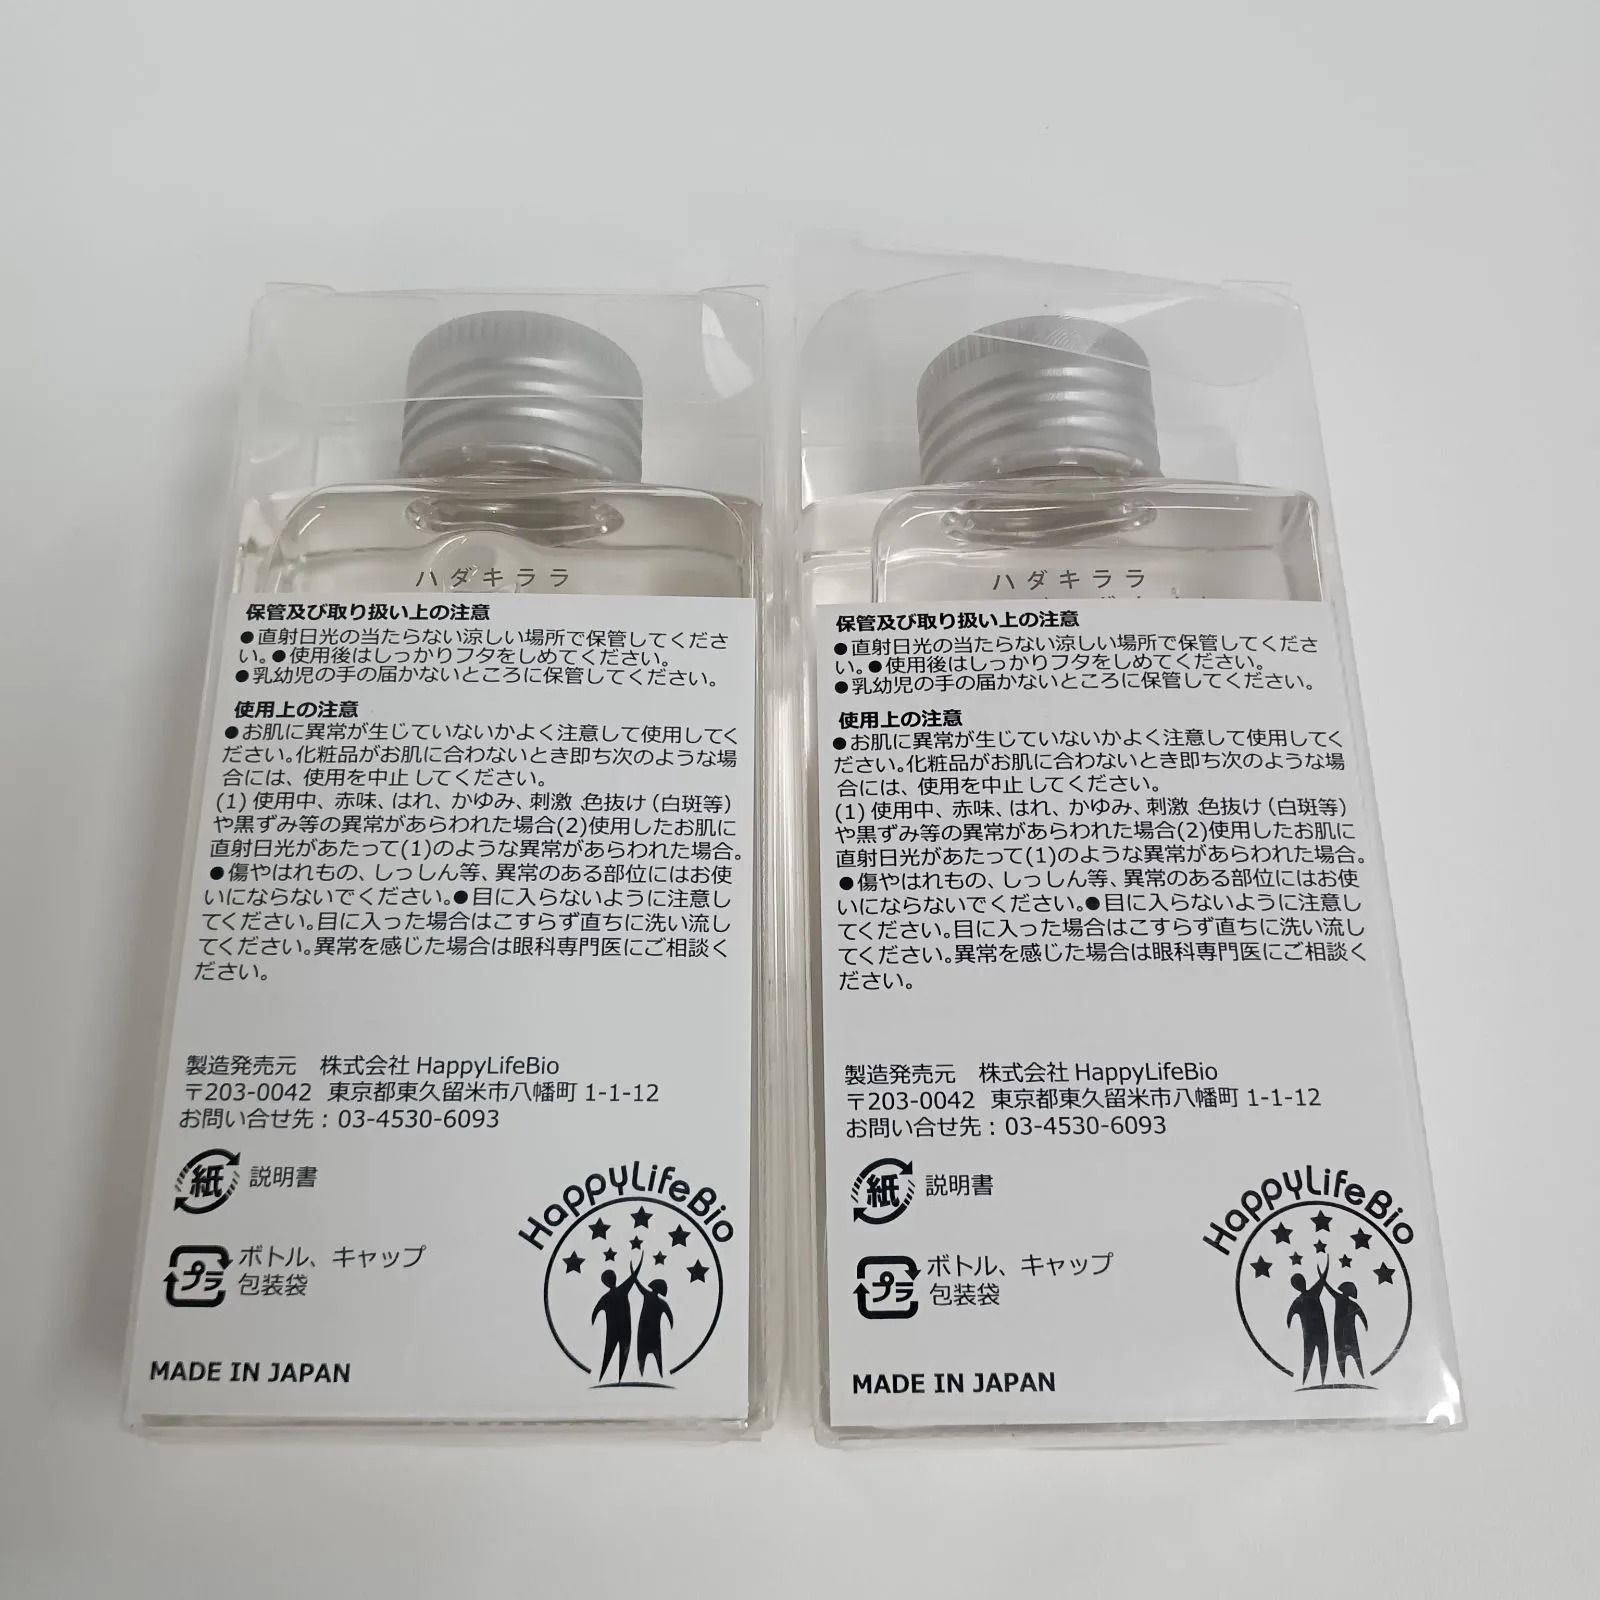 ハダキララ
保管及び取り扱い上の注意
●直射日光の当たらない涼しい場所で保管してくださ
い。●使用後はしっかりフタをしめてください。
●乳幼児の手の届かないところに保管してください。
使用上の注意
●お肌に異常が生じていないかよく注意して使用してく
ださい。化粧品がお肌に合わないとき即ち次のような場
合には、使用を中止してください。
(1) 使用中、赤味、はれ、かゆみ、刺激、色抜け（白斑等）
や黒ずみ等の異常があらわれた場合(2)使用したお肌に
直射日光があたって(1)のような異常があらわれた場合。
●傷やはれもの、しっしん等、異常のある部位にはお使
いにならないでください。●目に入らないように注意し
てください。目に入った場合はこすらず直ちに洗い流し
てください。異常を感じた場合は眼科専門医にご相談く
ださい。
製造発売元　株式会社 HappyLifeBio
〒203-0042 東京都東久留米市八幡町 1-1-12
お問い合せ先：03-4530-6093
紙 説明書
プラ ボトル、キャップ
包装袋
HappyLifeBio
MADE IN JAPAN
ハダキララ
保管及び取り扱い上の注意
●直射日光の当たらない涼しい場所で保管してくださ
い。●使用後はしっかりフタをしめてください。
●乳幼児の手の届かないところに保管してください。
使用上の注意
●お肌に異常が生じていないかよく注意して使用してく
ださい。化粧品がお肌に合わないとき即ち次のような場
合には、使用を中止してください。
(1) 使用中、赤味、はれ、かゆみ、刺激、色抜け（白斑等）
や黒ずみ等の異常があらわれた場合(2)使用したお肌に
直射日光があたって(1)のような異常があらわれた場合。
●傷やはれもの、しっしん等、異常のある部位にはお使
いにならないでください。●目に入らないように注意し
てください。目に入った場合はこすらず直ちに洗い流し
てください。異常を感じた場合は眼科専門医にご相談く
ださい。
製造発売元　株式会社 HappyLifeBio
〒203-0042 東京都東久留米市八幡町 1-1-12
お問い合せ先：03-4530-6093
紙 説明書
プラ ボトル、キャップ
包装袋
HappyLifeBio
MADE IN JAPAN